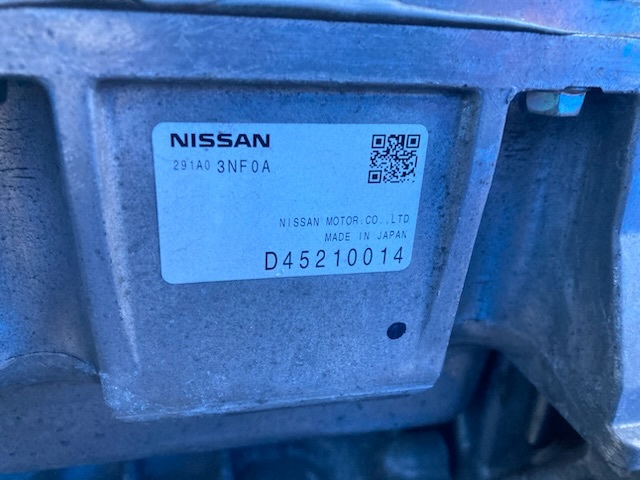 NISSAN
291A0 3NF0A
NISSAN MOTOR.CO.,LTD
MADE IN JAPAN
D45210014